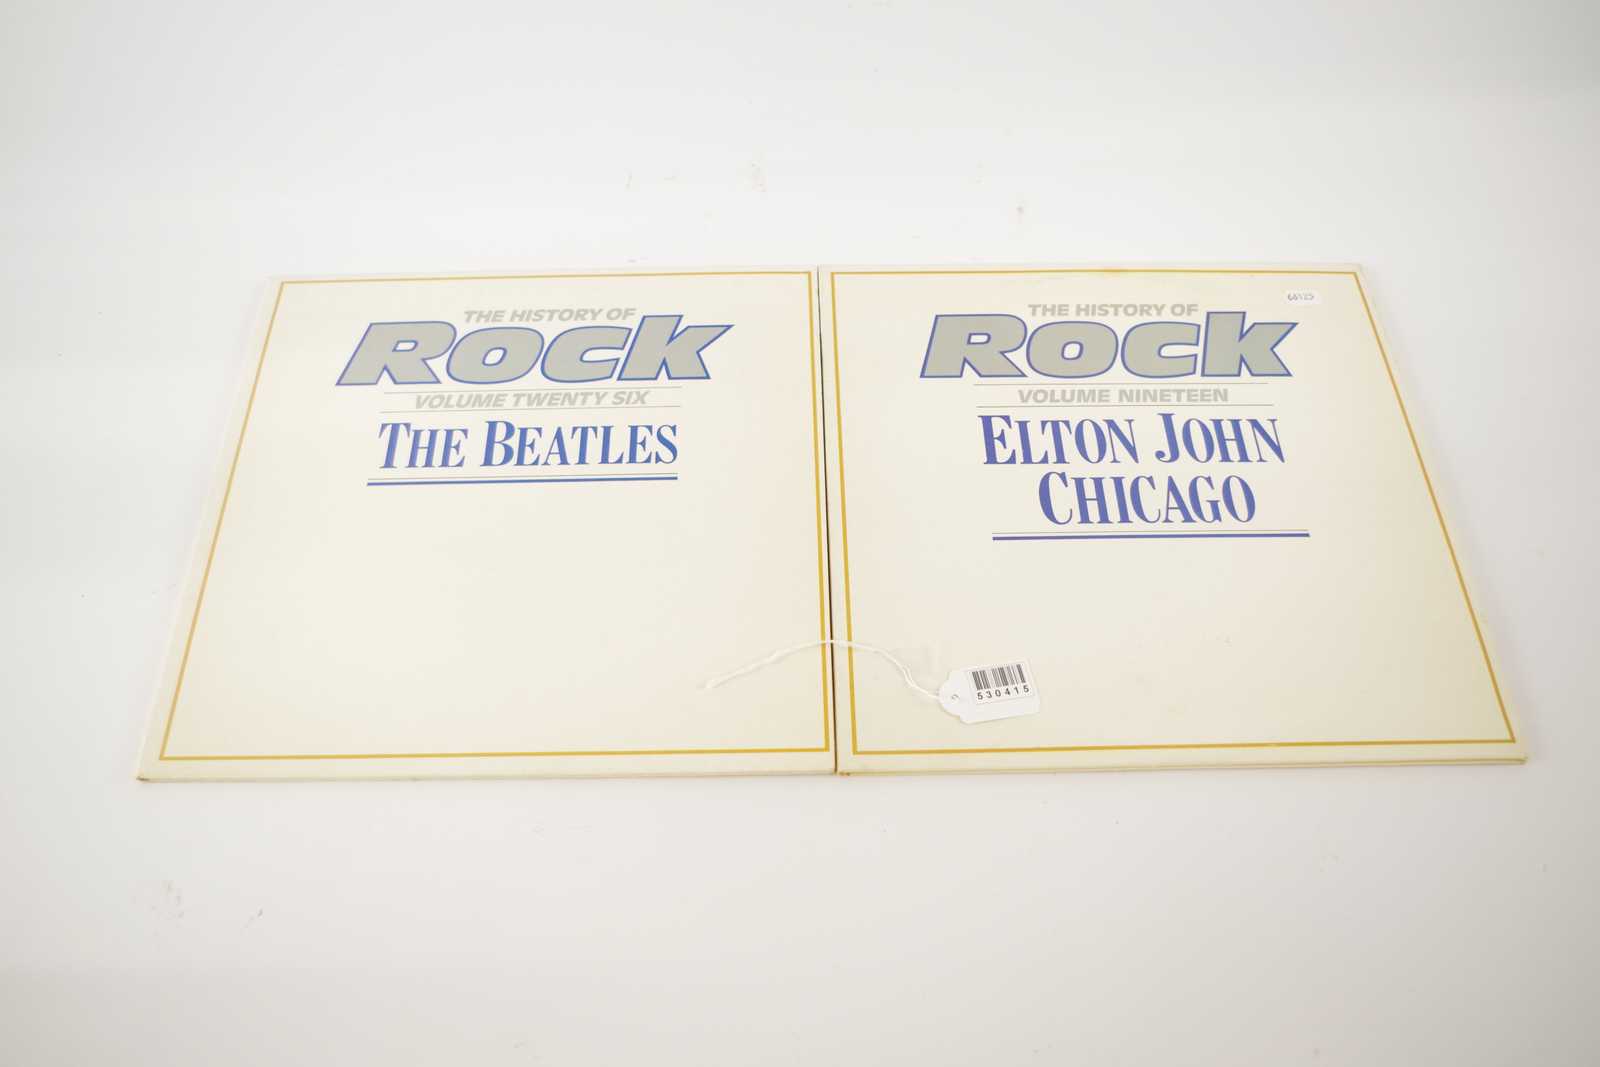 THE HISTORY OF
ROCK
VOLUME TWENTY SIX
THE BEATLES
THE HISTORY OF
ROCK
VOLUME NINETEEN
ELTON JOHN
CHICAGO
66125
530415